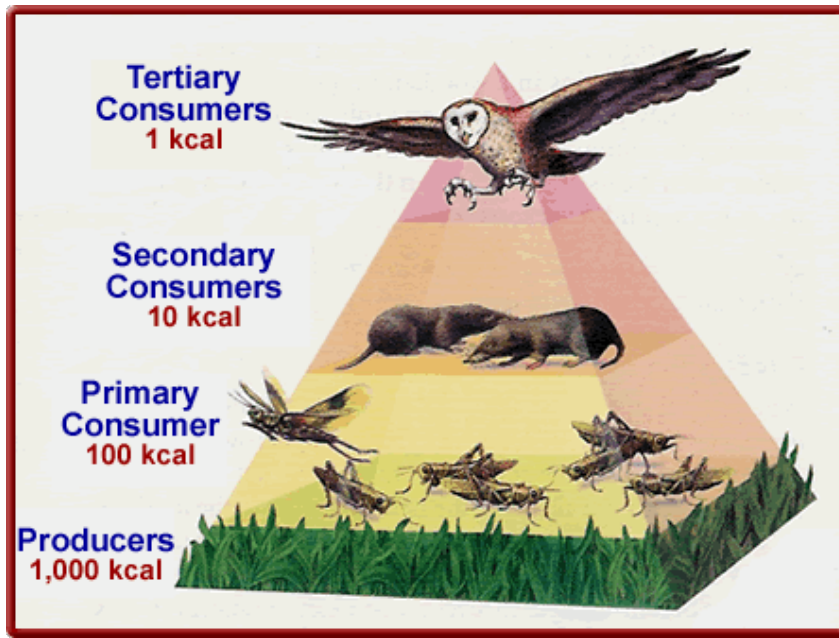 Tertiary
Consumers
1 kcal
Secondary
Consumers
10 kcal
Primary
Consumer
100 kcal
Producers
1,000 kcal